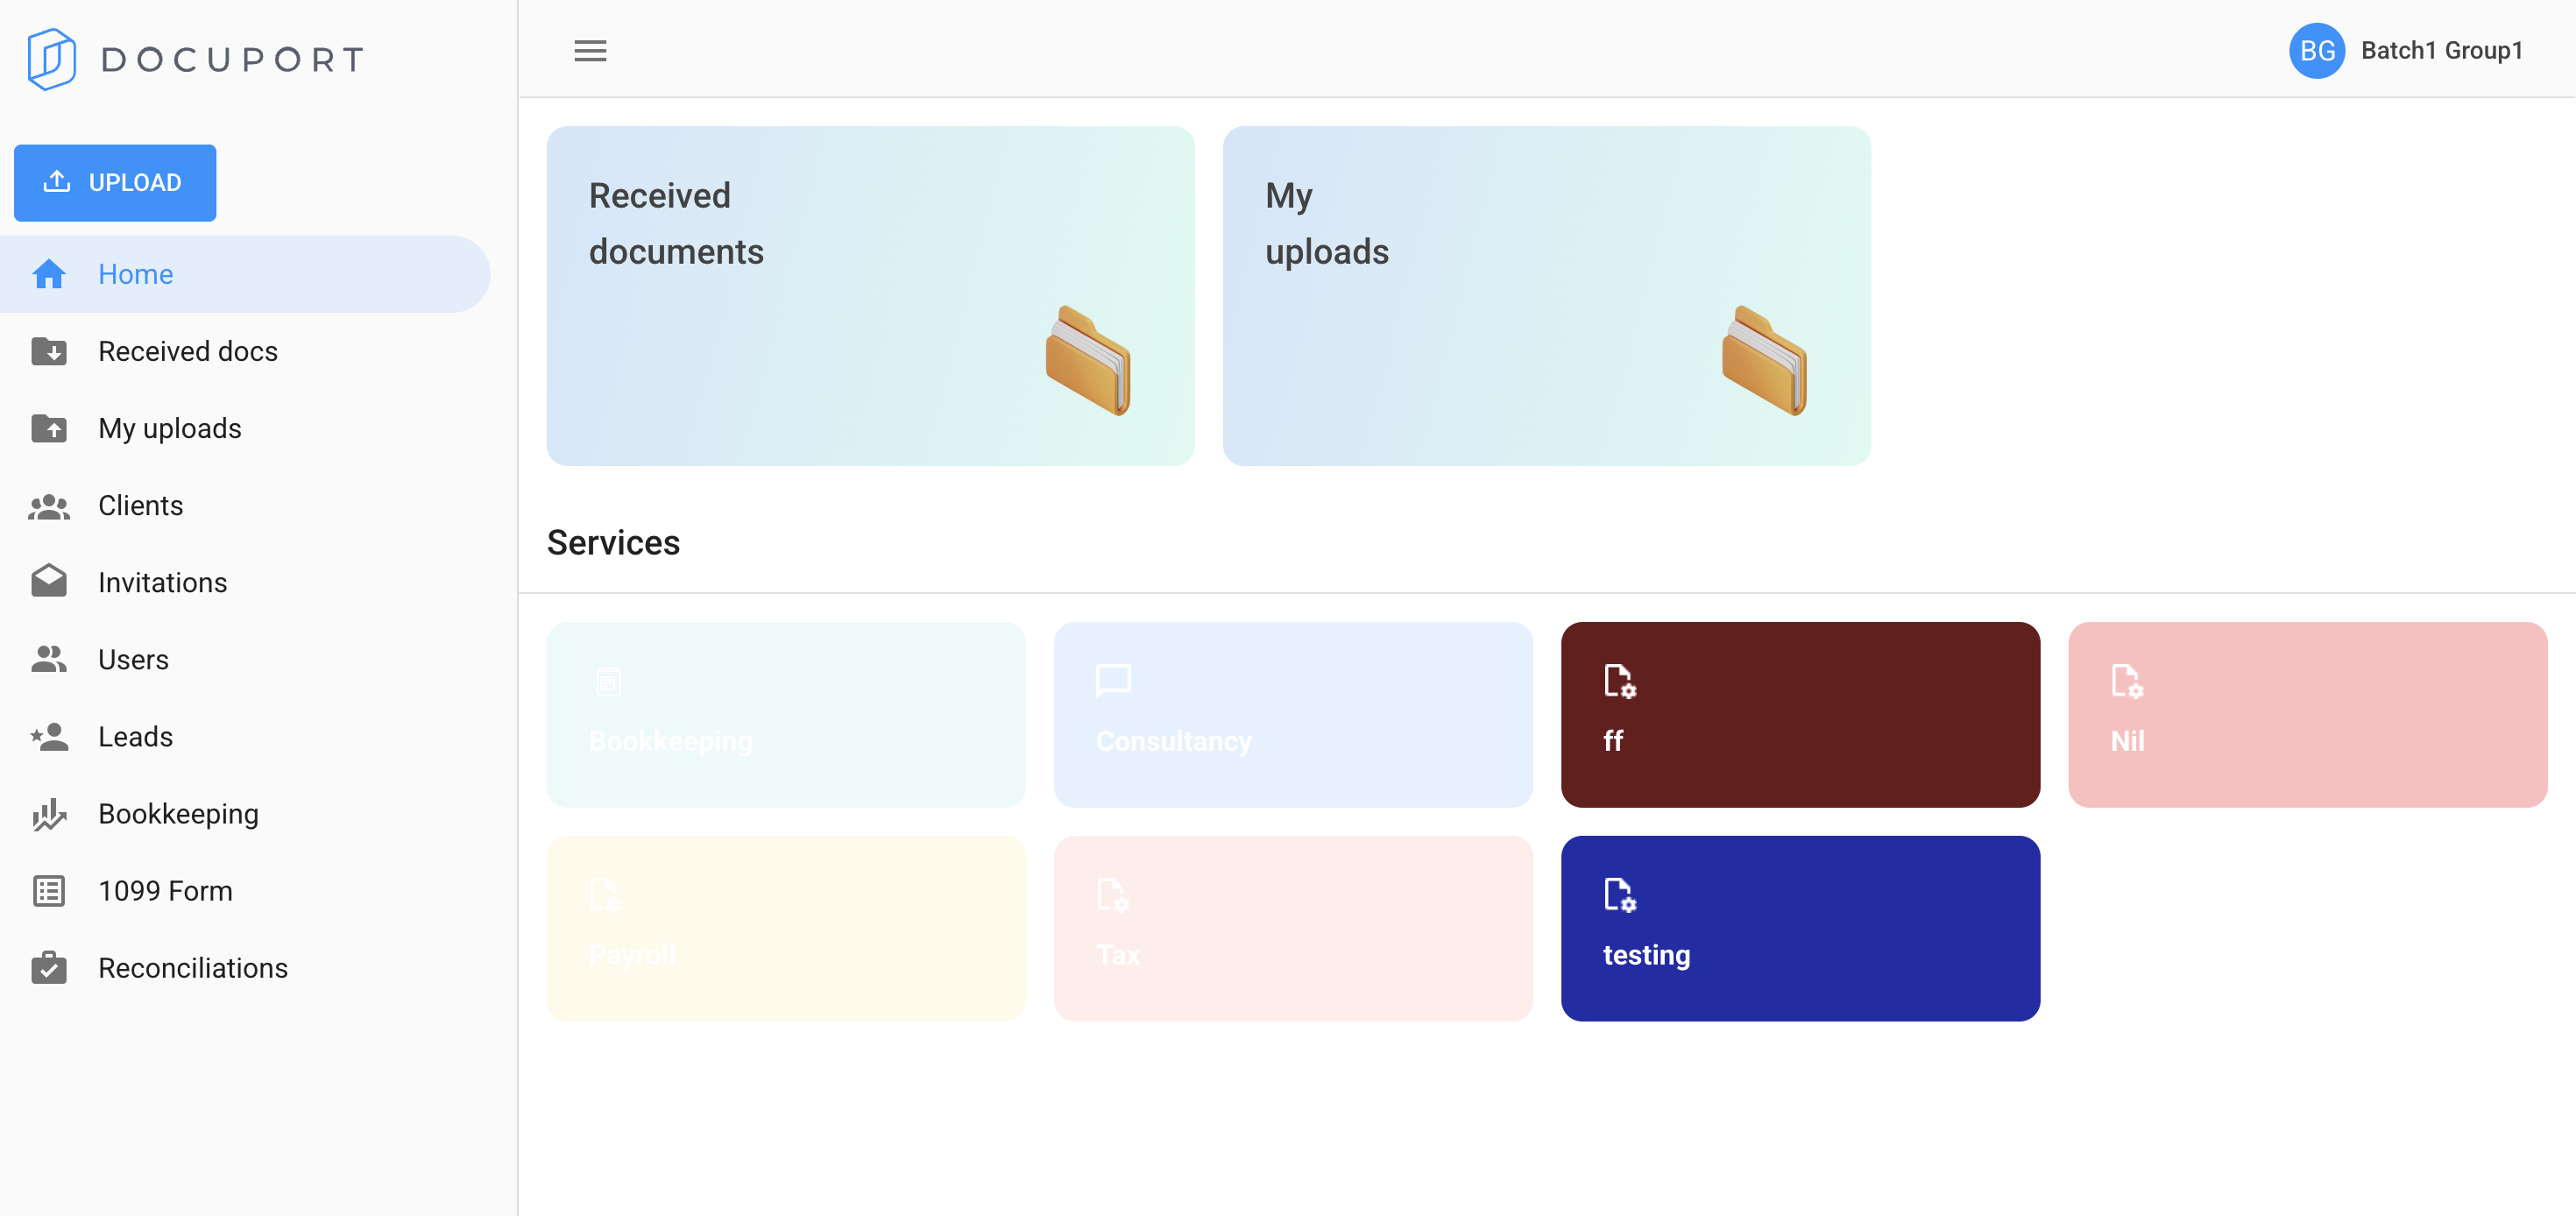 DOCUPORT
UPLOAD
Home
Received docs
My uploads
Clients
Invitations
Users
Leads
Bookkeeping
1099 Form
Reconciliations
BG
Batch1 Group1
Received
documents
My
uploads
Services
Bookkeeping
Consultancy
ff
Nil
Payroll
Tax
testing